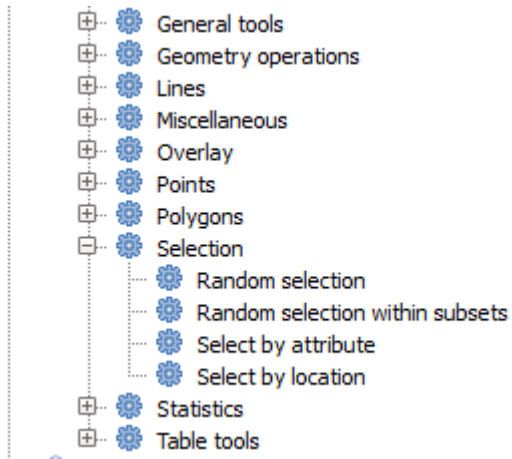 General tools
Geometry operations
Lines
Miscellaneous
Overlay
Points
Polygons
Selection
Random selection
Random selection within subsets
Select by attribute
Select by location
Statistics
Table tools